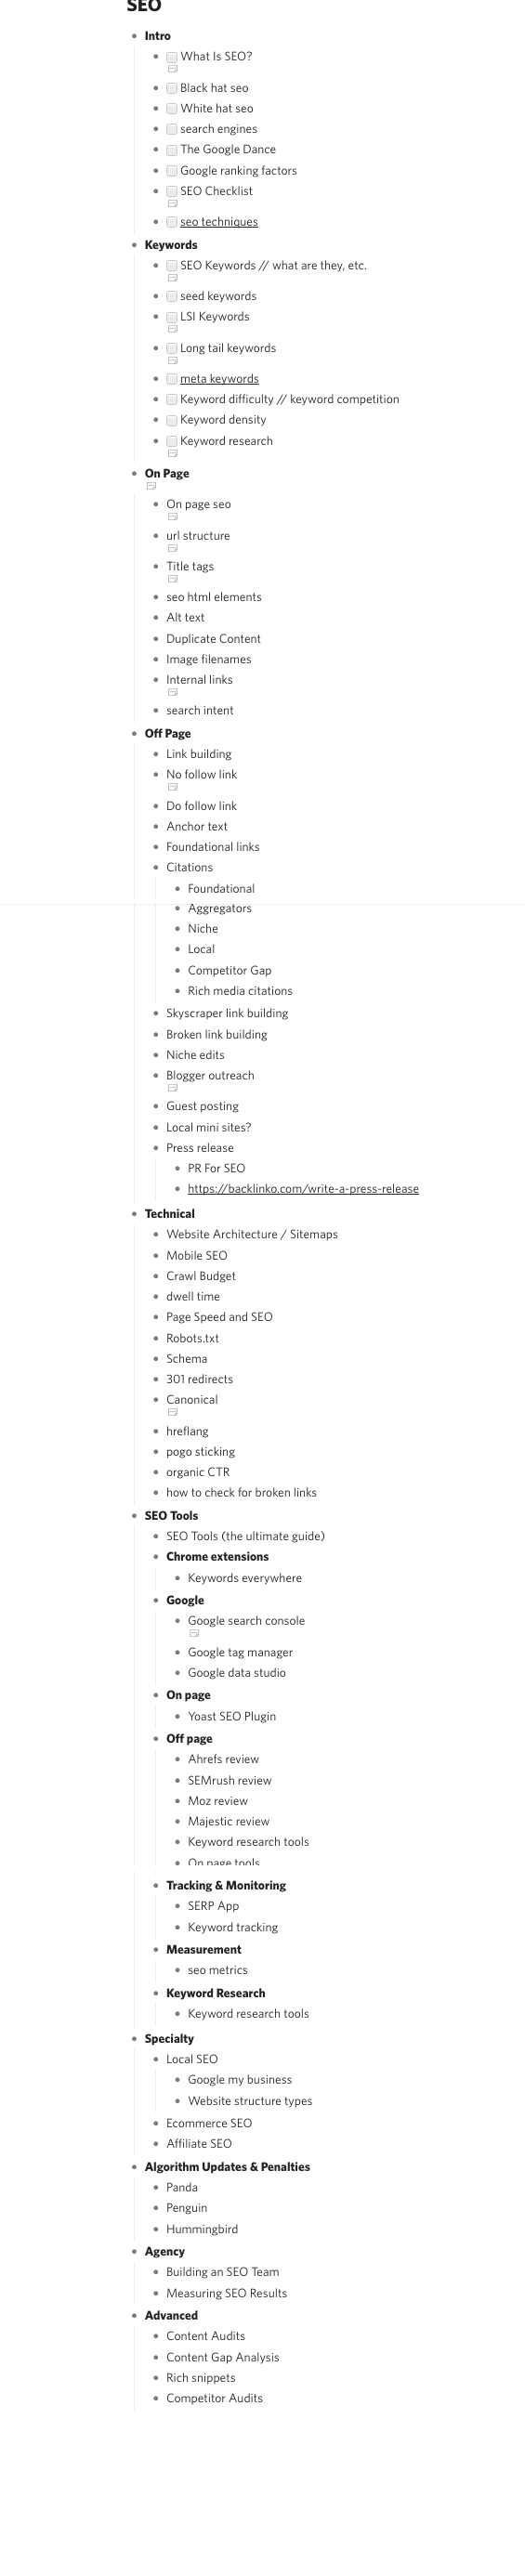 SEO
Intro
What Is SEO?
Black hat seo
White hat seo
search engines
The Google Dance
Google ranking factors
SEO Checklist
seo techniques
Keywords
SEO Keywords // what are they, etc.
seed keywords
LSI Keywords
Long tail keywords
meta keywords
Keyword difficulty // keyword competition
Keyword density
Keyword research
On Page
On page seo
url structure
Title tags
seo html elements
Alt text
Duplicate Content
Image filenames
Internal links
search intent
Off Page
Link building
No follow link
Do follow link
Anchor text
Foundational links
Citations
Foundational
Aggregators
Niche
Local
Competitor Gap
Rich media citations
Skyscraper link building
Broken link building
Niche edits
Blogger outreach
Guest posting
Local mini sites?
Press release
PR For SEO
https://backlinko.com/write-a-press-release
Technical
Website Architecture / Sitemaps
Mobile SEO
Crawl Budget
dwell time
Page Speed and SEO
Robots.txt
Schema
301 redirects
Canonical
hreflang
pogo sticking
organic CTR
how to check for broken links
SEO Tools
SEO Tools (the ultimate guide)
Chrome extensions
Keywords everywhere
Google
Google search console
Google tag manager
Google data studio
On page
Yoast SEO Plugin
Off page
Ahrefs review
SEMrush review
Moz review
Majestic review
Keyword research tools
On page tools
Tracking & Monitoring
SERP App
Keyword tracking
Measurement
seo metrics
Keyword Research
Keyword research tools
Specialty
Local SEO
Google my business
Website structure types
Ecommerce SEO
Affiliate SEO
Algorithm Updates & Penalties
Panda
Penguin
Hummingbird
Agency
Building an SEO Team
Measuring SEO Results
Advanced
Content Audits
Content Gap Analysis
Rich snippets
Competitor Audits